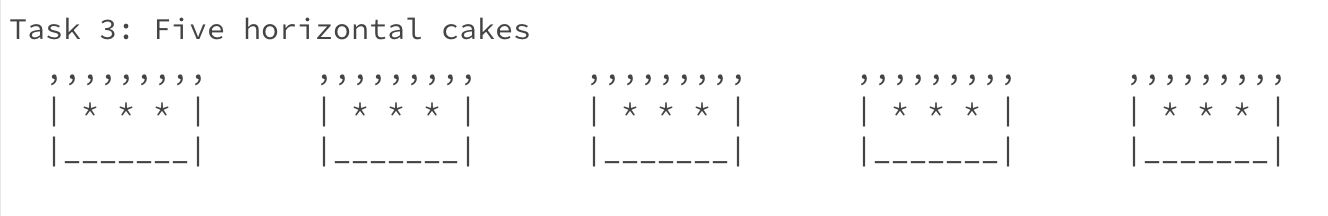 Task 3: Five horizontal cakes
  ,,,,,,,,,      ,,,,,,,,,      ,,,,,,,,,      ,,,,,,,,,      ,,,,,,,,,
  | * * * |      | * * * |      | * * * |      | * * * |      | * * * |
  |_______|      |_______|      |_______|      |_______|      |_______|